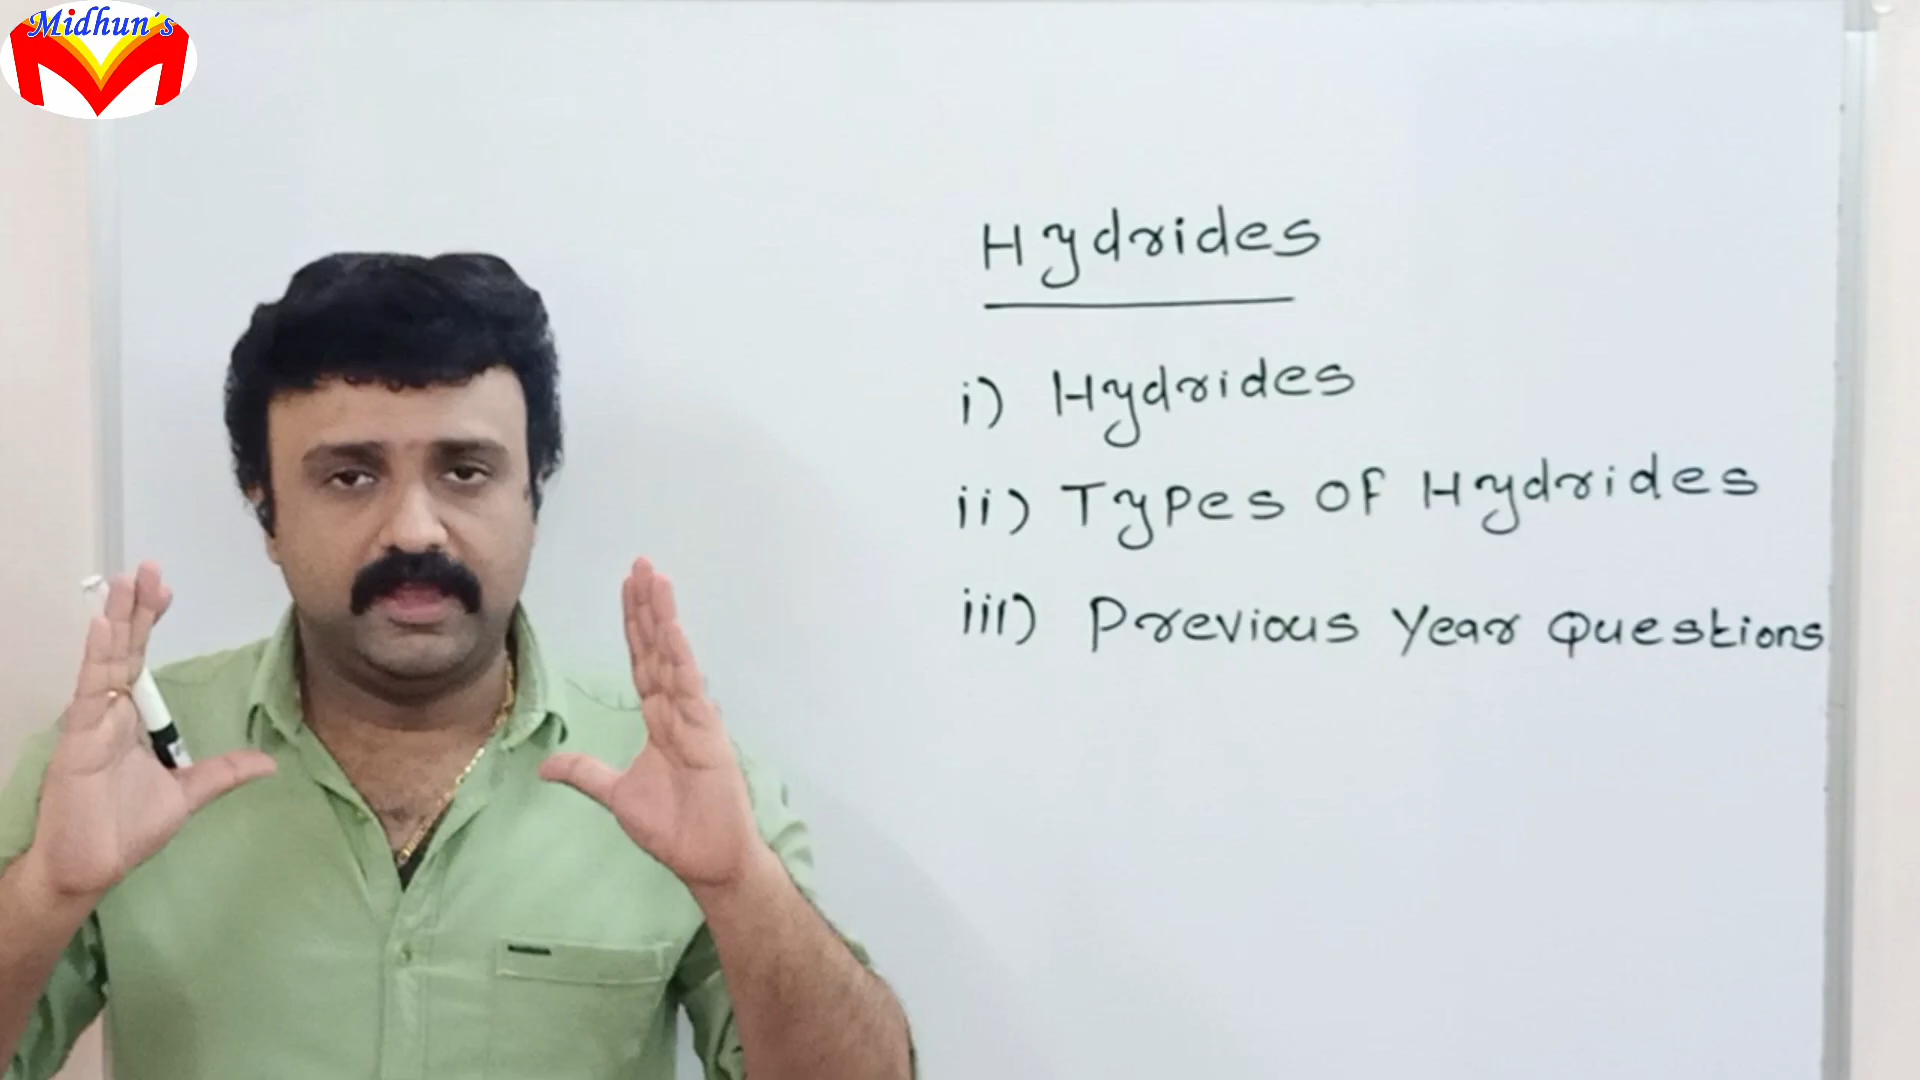 Midhun's
Hydrides
i) Hydrides
ii) Types of Hydrides
iii) Previous Year Questions